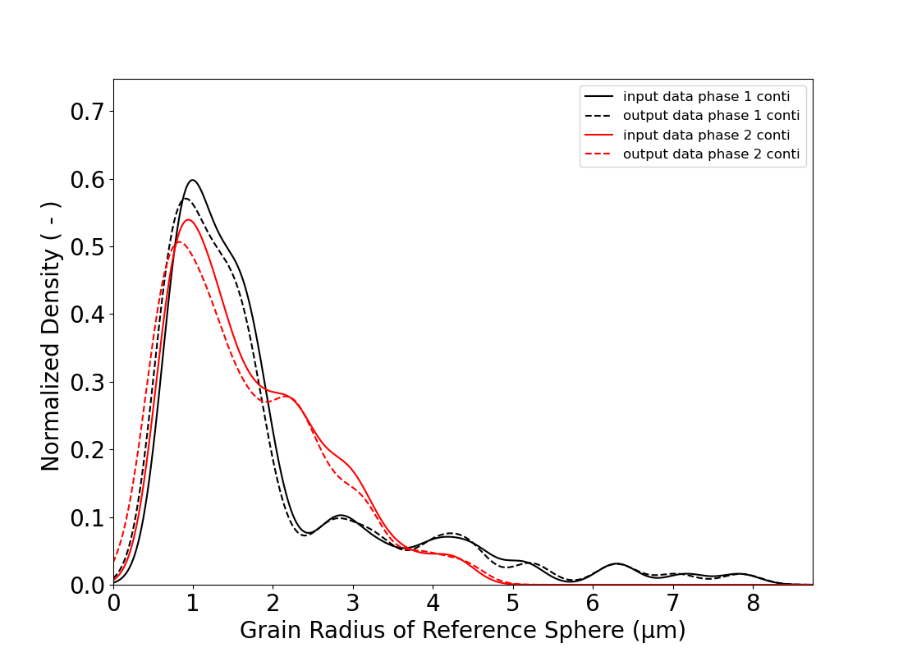 input data phase 1 conti
output data phase 1 conti
input data phase 2 conti
output data phase 2 conti
0.7
0.6
0.5
0.4
0.3
0.2
0.1
0.0
Normalized Density ( - )
0 1 2 3 4 5 6 7 8
Grain Radius of Reference Sphere (μm)